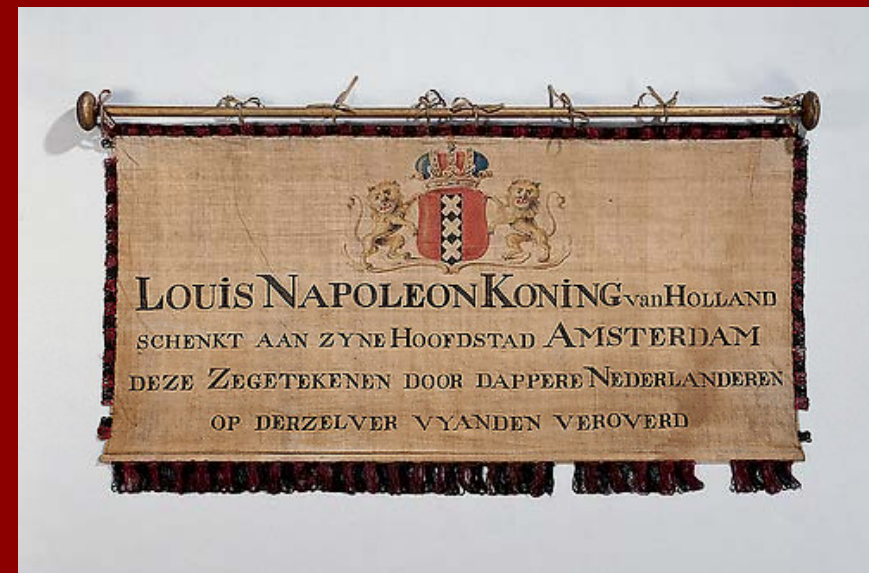 LOUIS NAPOLEON KONING van HOLLAND
SCHENKT AAN ZYNE HOOFDSTAD AMSTERDAM
DEZE ZEGETEKENEN DOOR DAPPERE NEDERLANDEREN
OP DERZELVER VYANDEN VEROVERD